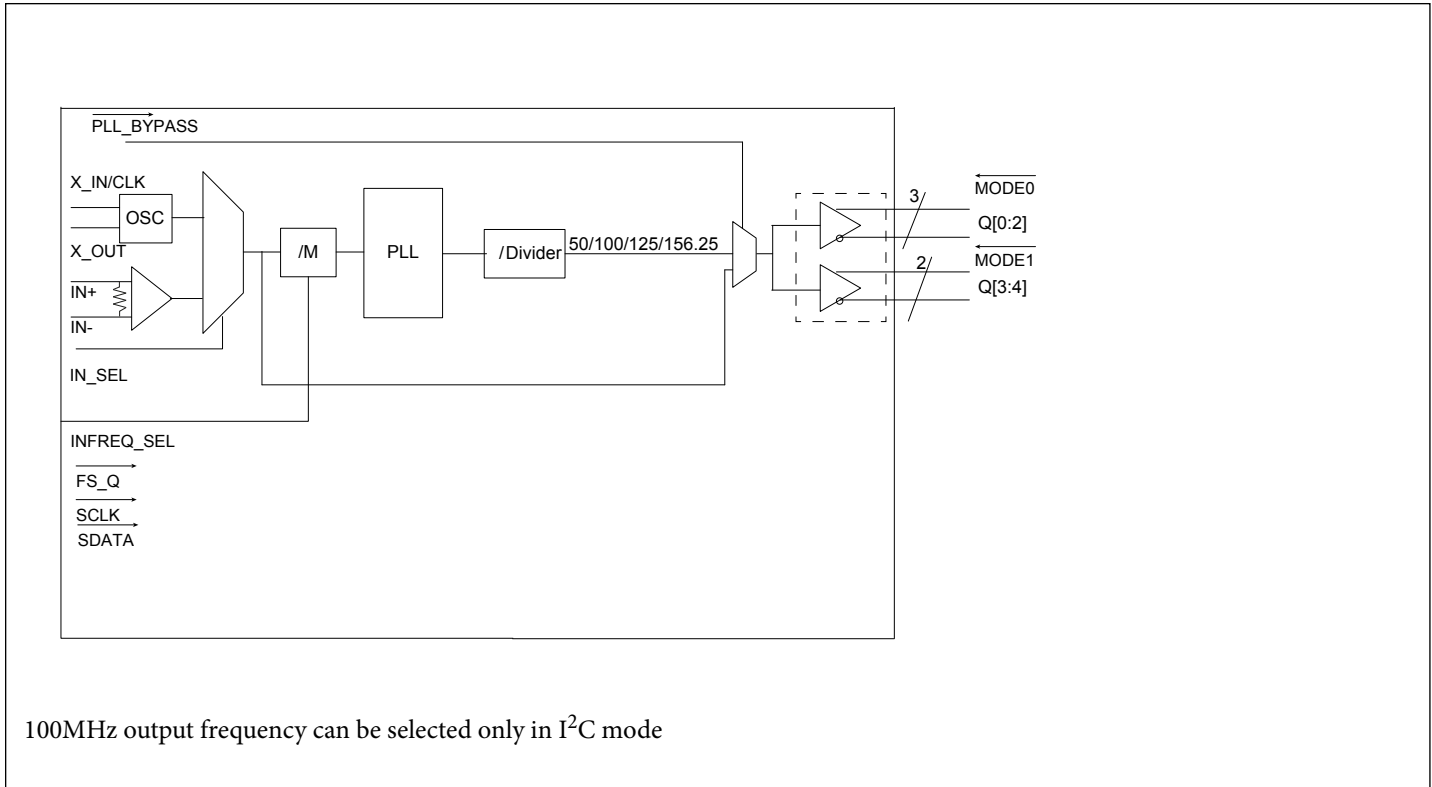 PLL_BYPASS
X_IN/CLK
OSC
X_OUT
IN+
IN-
IN_SEL
/M
PLL
/Divider
50/100/125/156.25
3
MODE0
Q[0:2]
2
MODE1
Q[3:4]
INFREQ_SEL
FS_Q
SCLK
SDATA
100MHz output frequency can be selected only in I²C mode